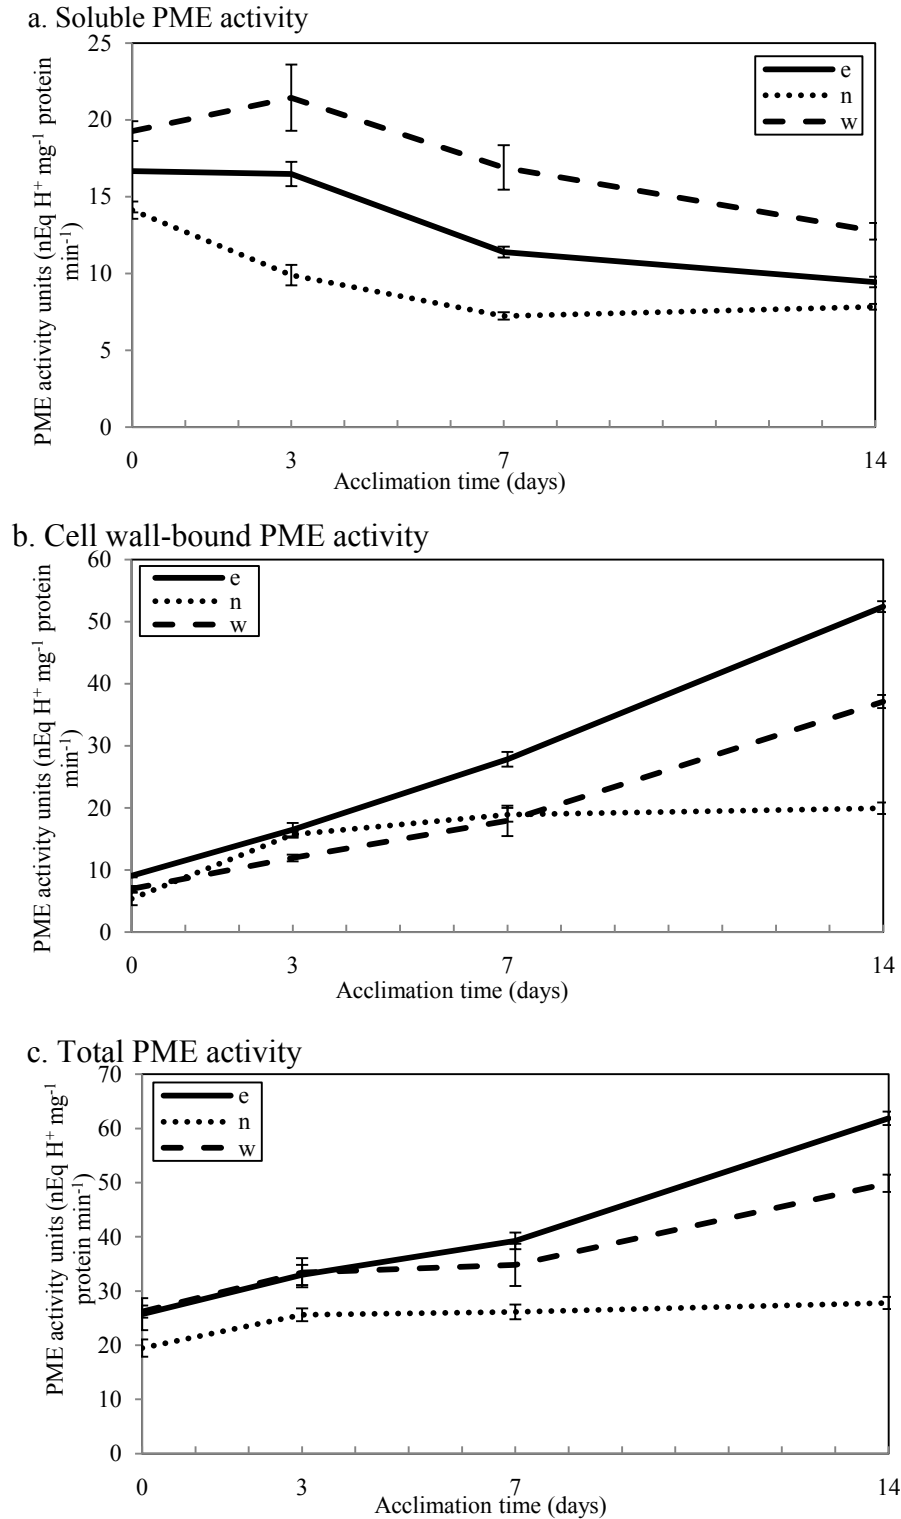 a. Soluble PME activity
PME activity units (nEq H⁺ mg⁻¹ protein
min⁻¹)
25
20
15
10
5
0
e
n
w
0 3 7 14
Acclimation time (days)
b. Cell wall-bound PME activity
PME activity units (nEq H⁺ mg⁻¹ protein
min⁻¹)
60
50
40
30
20
10
0
e
n
w
0 3 7 14
Acclimation time (days)
c. Total PME activity
PME activity units (nEq H⁺ mg⁻¹
protein min⁻¹)
70
60
50
40
30
20
10
0
e
n
w
0 3 7 14
Acclimation time (days)